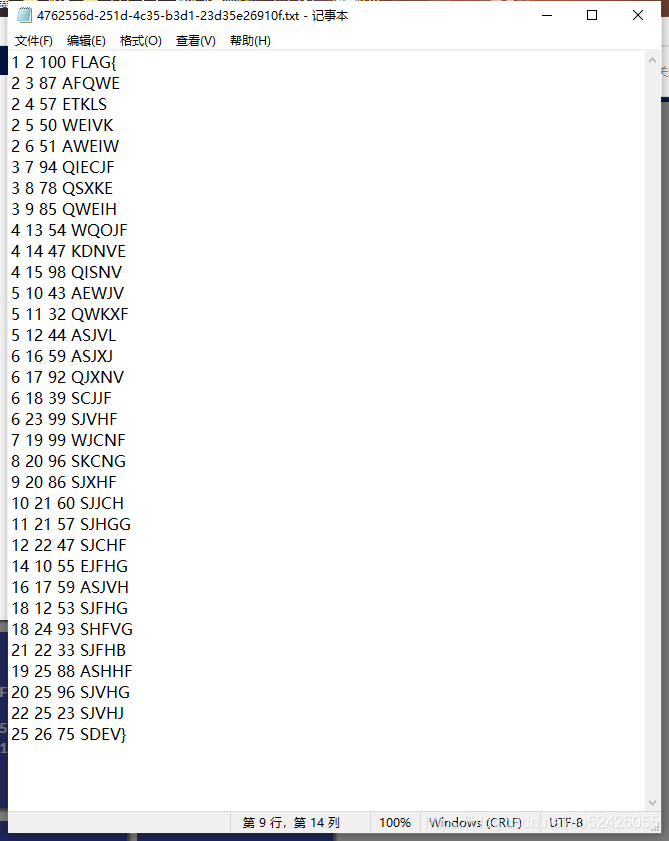 4762556d-251d-4c35-b3d1-23d35e26910f.txt - 记事本
文件(F) 编辑(E) 格式(O) 查看(V) 帮助(H)
1 2 100 FLAG{
2 3 87 AFQWE
2 4 57 ETKLS
2 5 50 WEIVK
2 6 51 AWEIW
3 7 94 QIECJF
3 8 78 QSXKE
3 9 85 QWEIH
4 13 54 WQOJF
4 14 47 KDNVE
4 15 98 QISNV
5 10 43 AEWJV
5 11 32 QWKXF
5 12 44 ASJVL
6 16 59 ASJXJ
6 17 92 QJXNV
6 18 39 SCJJF
6 23 99 SJVHF
7 19 99 WJCNF
8 20 96 SKCNG
9 20 86 SJXHF
10 21 60 SJJCH
11 21 57 SJHGG
12 22 47 SJCHF
14 10 55 EJFHG
16 17 59 ASJVH
18 12 53 SJFHG
18 24 93 SHFVG
21 22 33 SJFHB
19 25 88 ASHHF
20 25 96 SJVHG
22 25 23 SJVHJ
25 26 75 SDEV}
第 9 行，第 14 列 100% Windows (CRLF) UTF-8